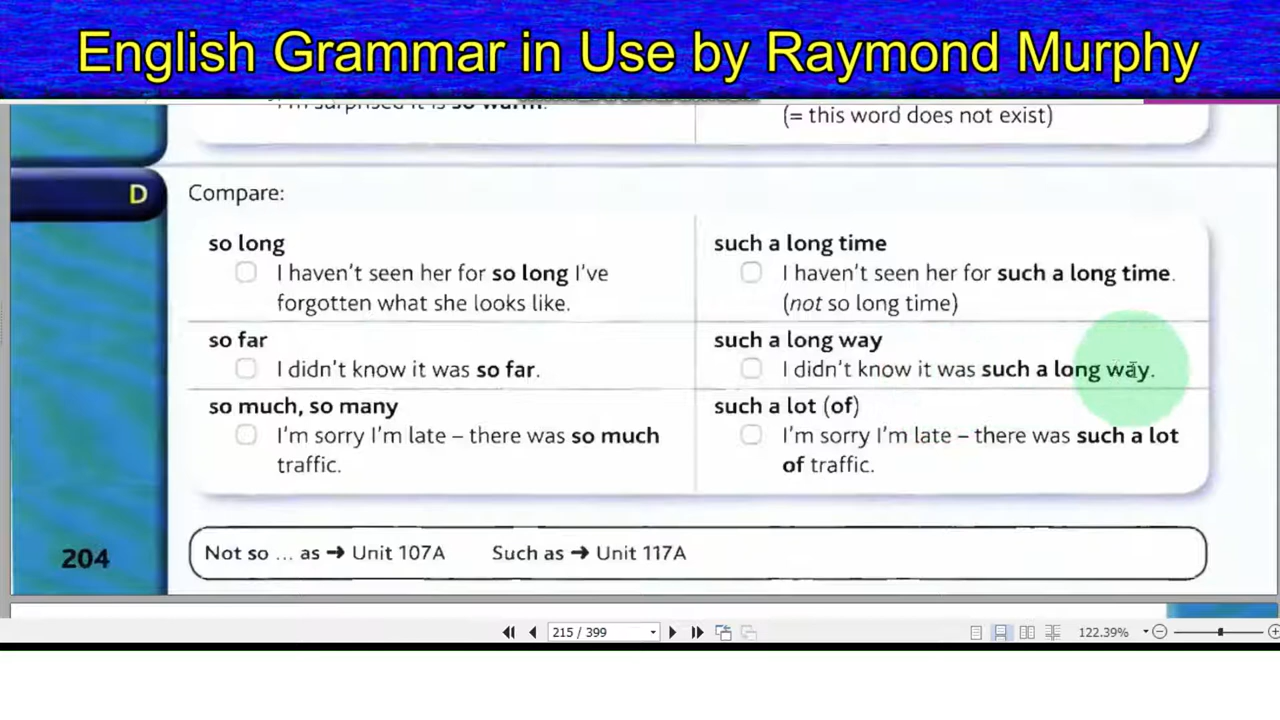 English Grammar in Use by Raymond Murphy
I'm surprised it is so warm.
(= this word does not exist)
D
Compare:
so long
I haven't seen her for so long I've
forgotten what she looks like.
such a long time
I haven't seen her for such a long time.
(not so long time)
so far
I didn't know it was so far.
such a long way
I didn't know it was such a long way.
so much, so many
I'm sorry I'm late – there was so much
traffic.
such a lot (of)
I'm sorry I'm late – there was such a lot
of traffic.
204
Not so ... as → Unit 107A Such as → Unit 117A
215 / 399
122.39%